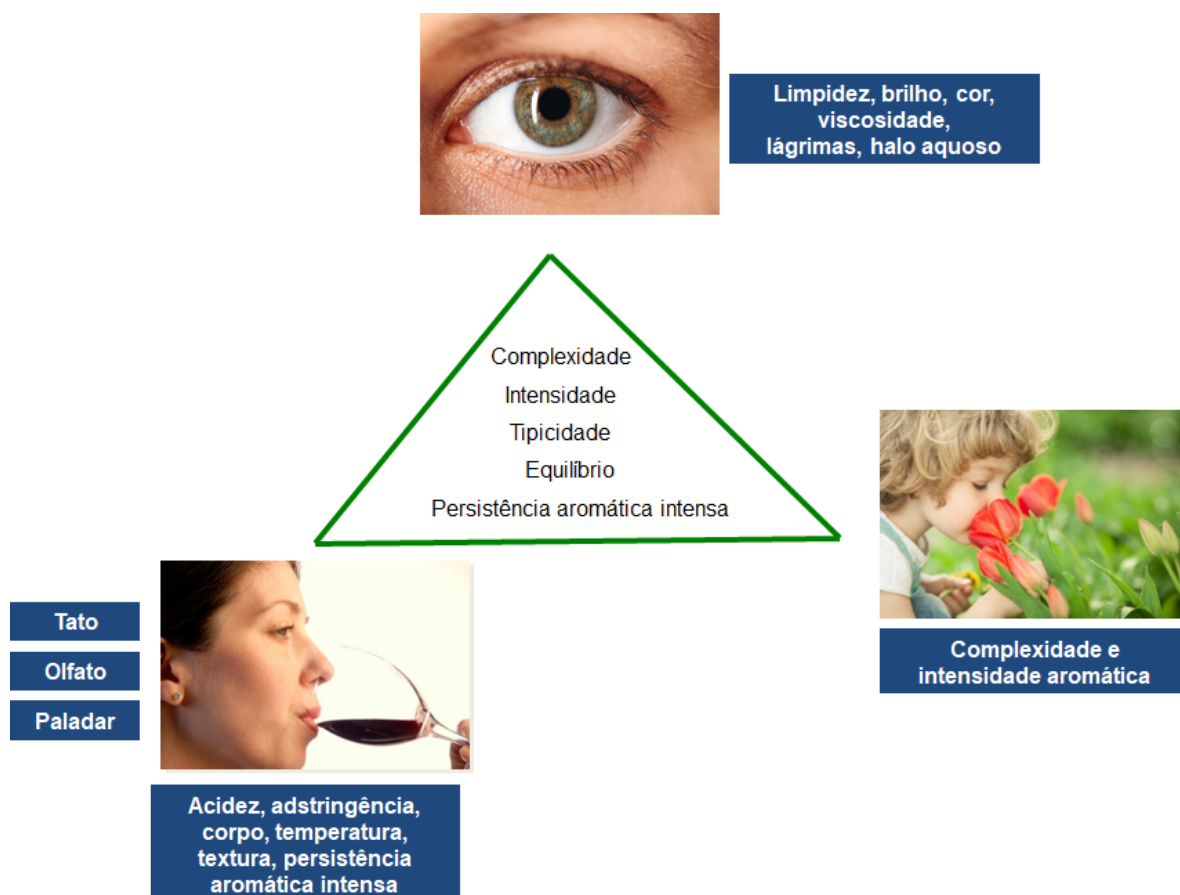 Limpidez, brilho, cor,
viscosidade,
lágrimas, halo aquoso
Complexidade
Intensidade
Tipicidade
Equilíbrio
Persistência aromática intensa
Complexidade e
intensidade aromática
Tato
Olfato
Paladar
Acidez, adstringência,
corpo, temperatura,
textura, persistência
aromática intensa